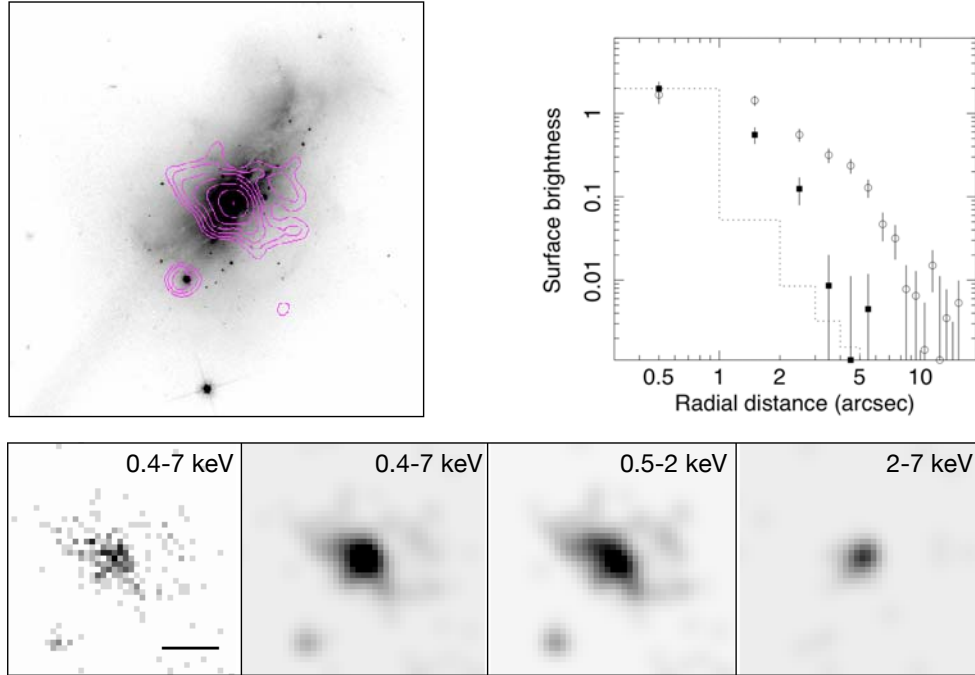 Surface brightness
1
0.1
0.01
0.5 1 2 5 10
Radial distance (arcsec)
0.4-7 keV
0.4-7 keV
0.5-2 keV
2-7 keV